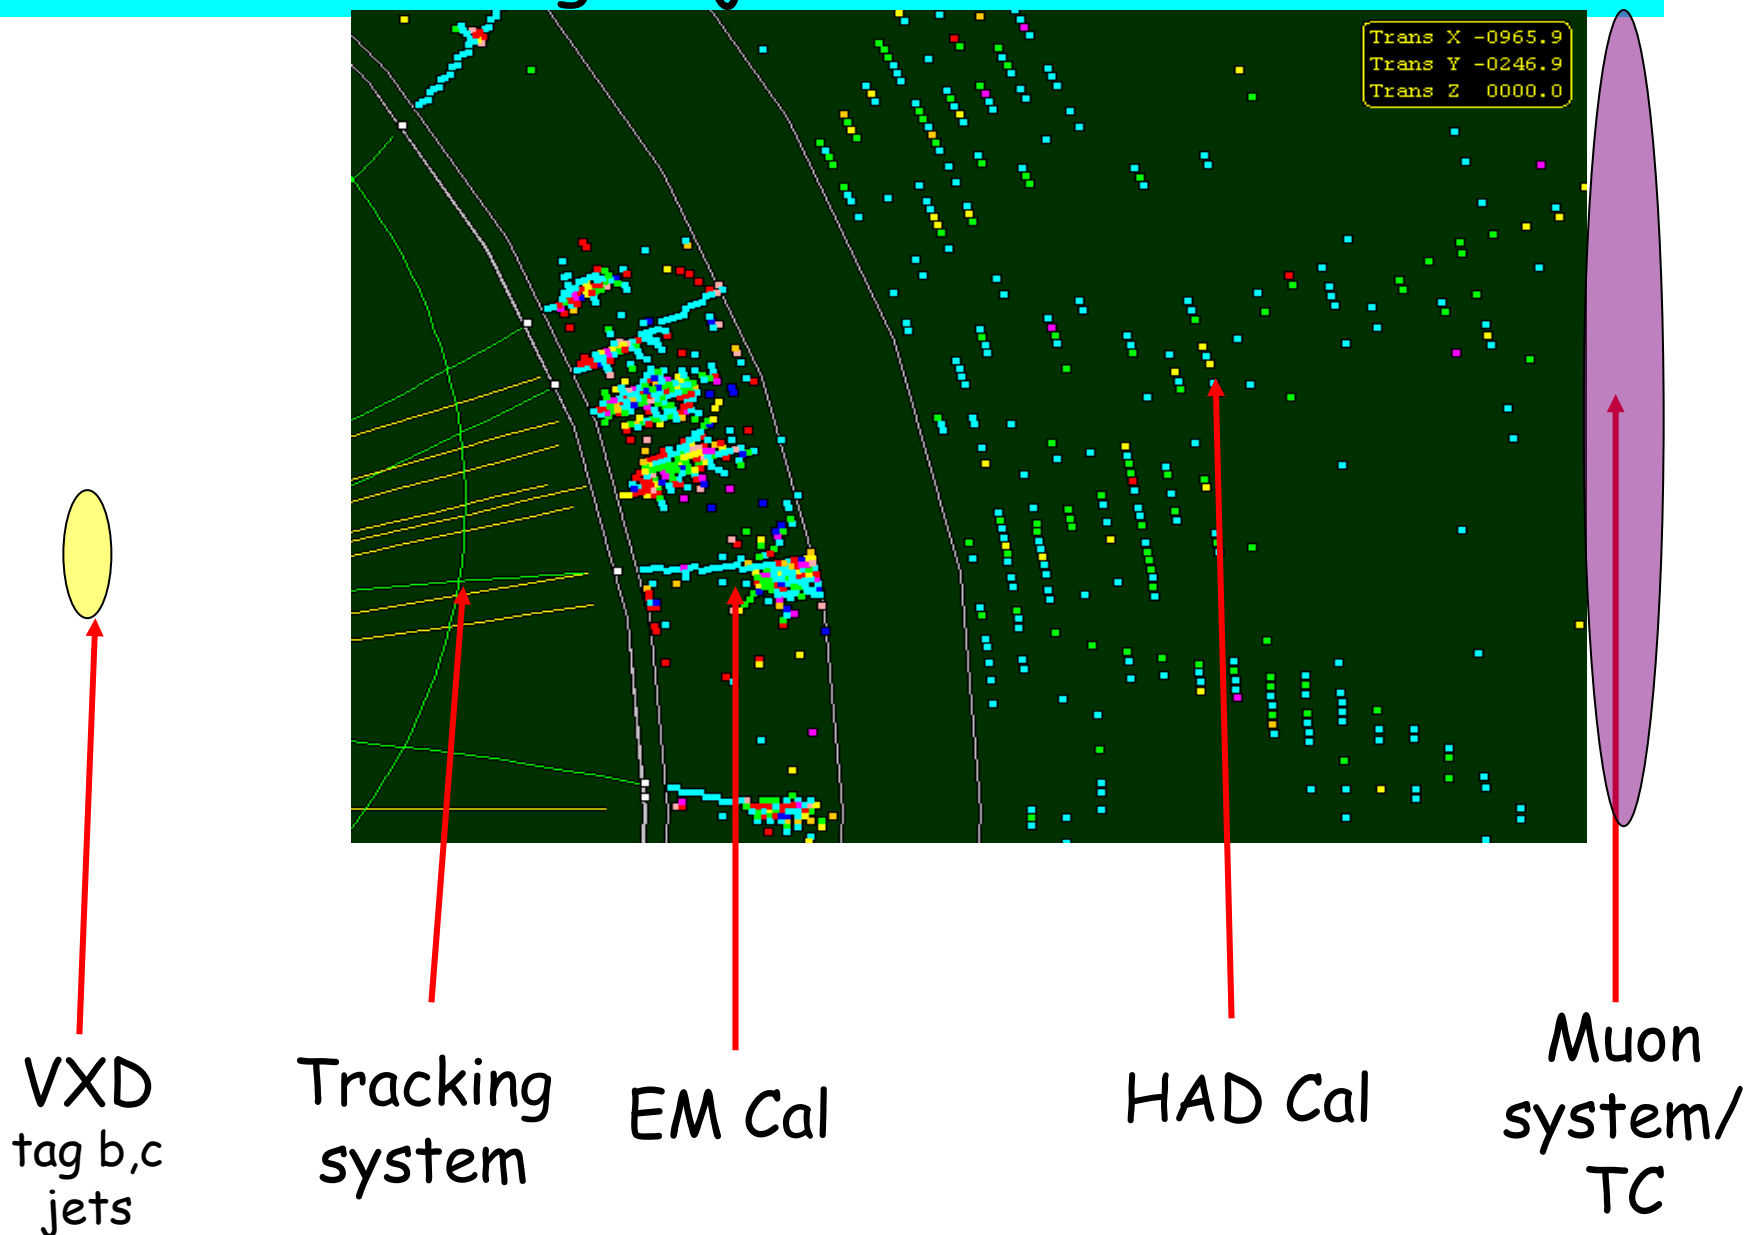 Trans X -0965.9
Trans Y -0246.9
Trans Z 0000.0
VXD
tag b,c
jets
Tracking
system
EM Cal
HAD Cal
Muon
system/
TC